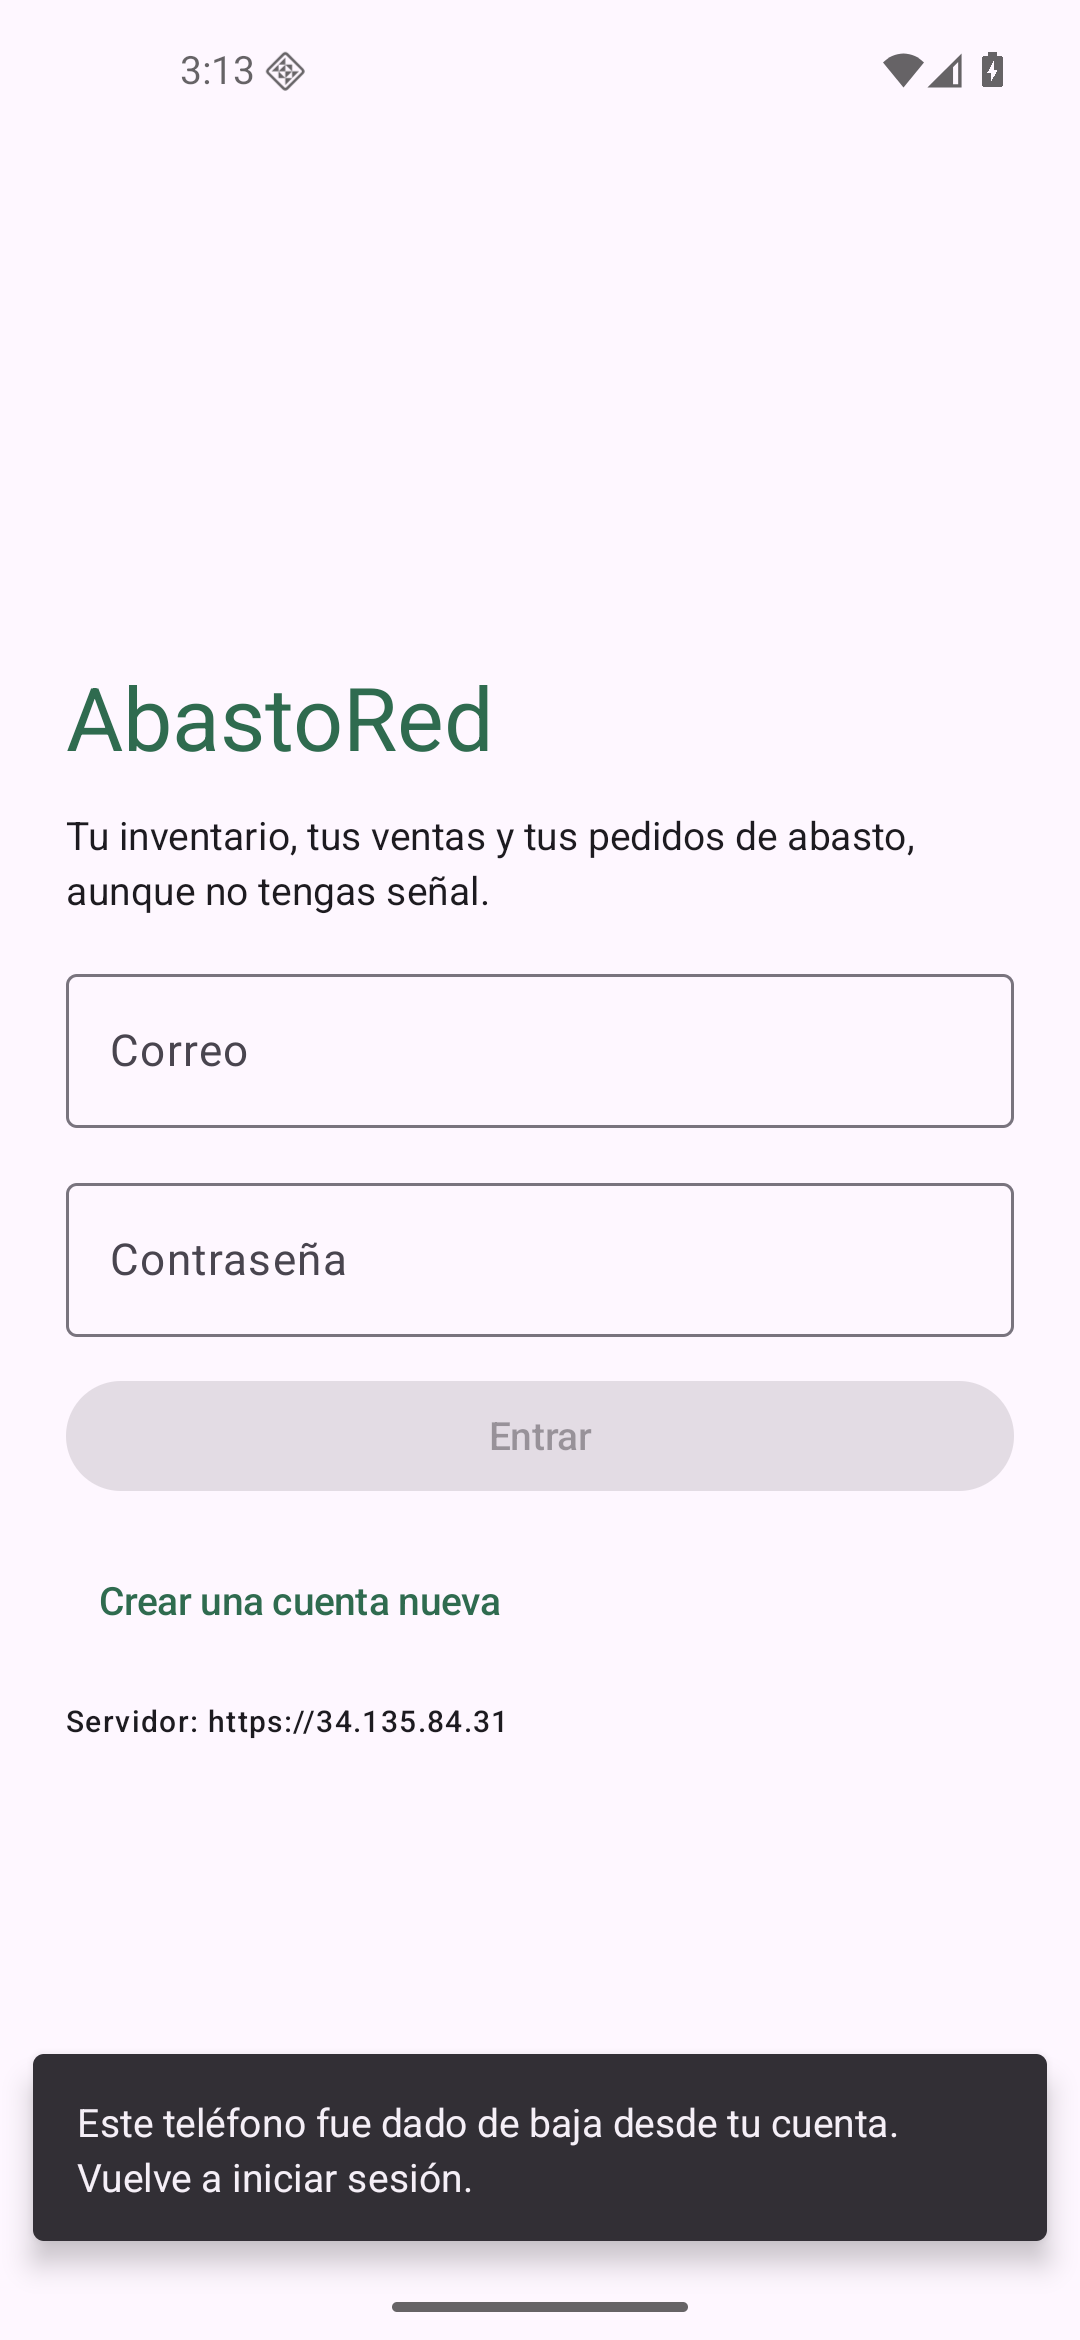 3:13
AbastoRed
Tu inventario, tus ventas y tus pedidos de abasto,
aunque no tengas señal.
Correo
Contraseña
Entrar
Crear una cuenta nueva
Servidor: https://34.135.84.31
Este teléfono fue dado de baja desde tu cuenta.
Vuelve a iniciar sesión.